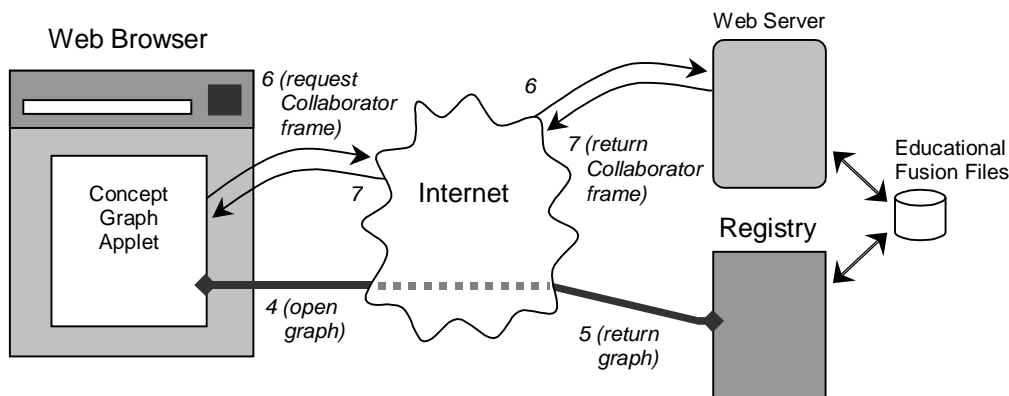 Web Browser
Web Server
6 (request
Collaborator
frame)
6
7 (return
Collaborator
frame)
Educational
Fusion Files
Concept
Graph
Applet
7
Internet
Registry
4 (open
graph)
5 (return
graph)